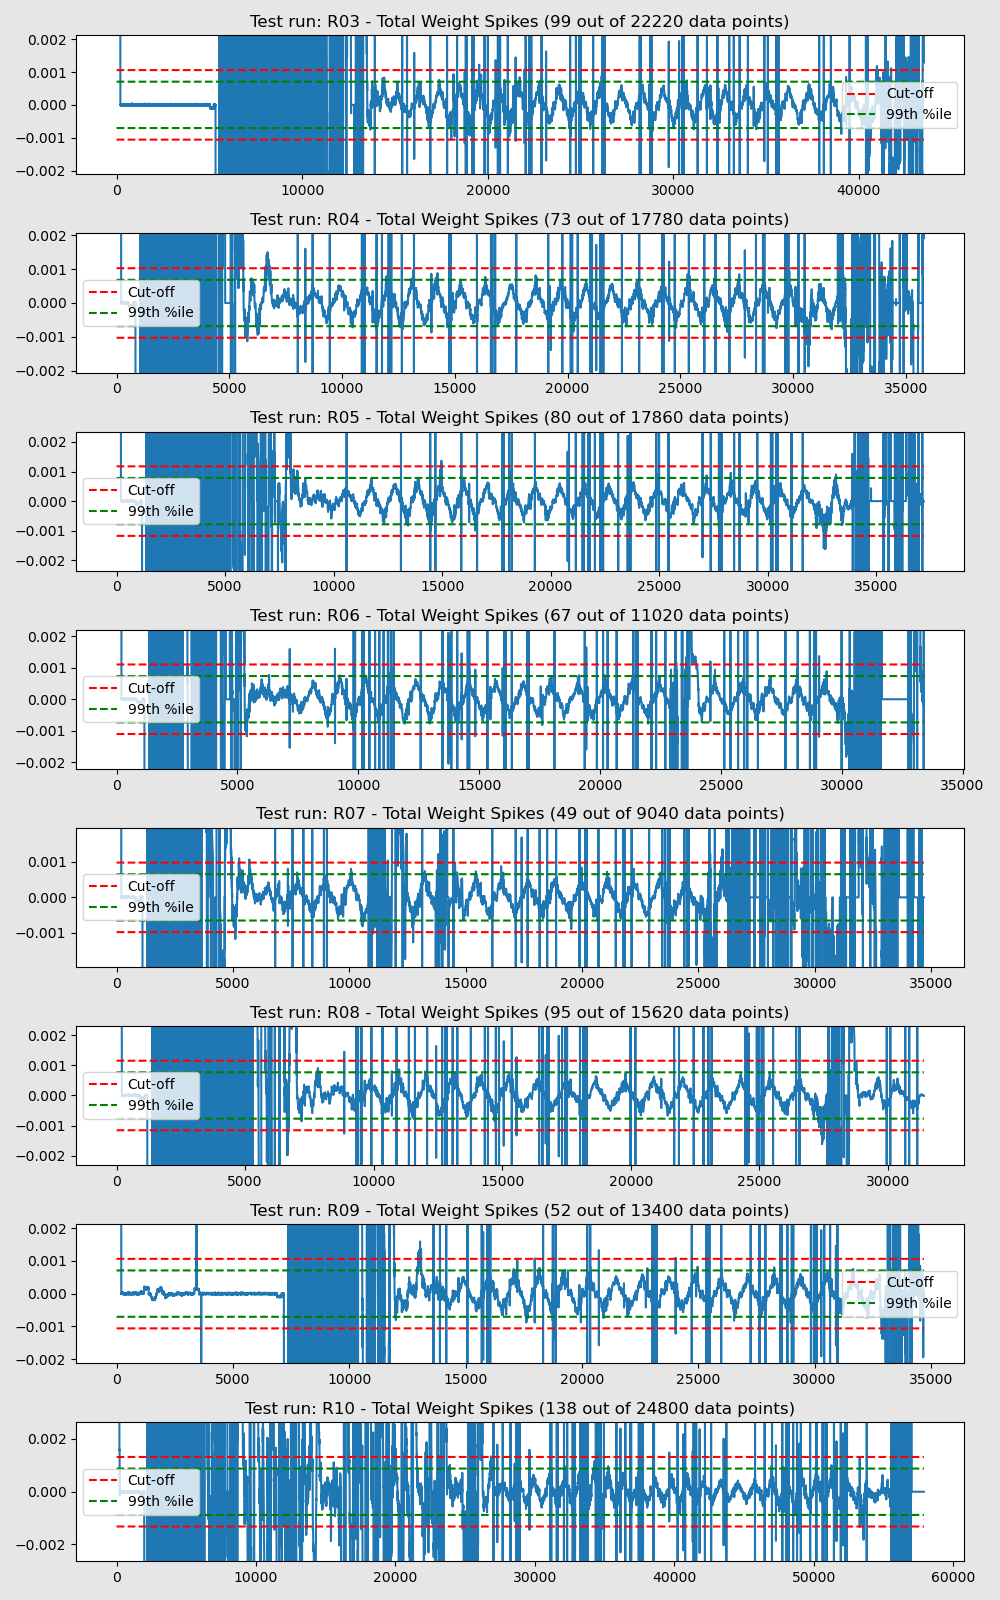 Test run: R03 - Total Weight Spikes (99 out of 22220 data points)
0.002
0.001
0.000
−0.001
−0.002
Cut-off
99th %ile
0 10000 20000 30000 40000
Test run: R04 - Total Weight Spikes (73 out of 17780 data points)
0.002
0.001
0.000
−0.001
−0.002
Cut-off
99th %ile
0 5000 10000 15000 20000 25000 30000 35000
Test run: R05 - Total Weight Spikes (80 out of 17860 data points)
0.002
0.001
0.000
−0.001
−0.002
Cut-off
99th %ile
0 5000 10000 15000 20000 25000 30000 35000
Test run: R06 - Total Weight Spikes (67 out of 11020 data points)
0.002
0.001
0.000
−0.001
−0.002
Cut-off
99th %ile
0 5000 10000 15000 20000 25000 30000 35000
Test run: R07 - Total Weight Spikes (49 out of 9040 data points)
0.001
0.000
−0.001
Cut-off
99th %ile
0 5000 10000 15000 20000 25000 30000 35000
Test run: R08 - Total Weight Spikes (95 out of 15620 data points)
0.002
0.001
0.000
−0.001
−0.002
Cut-off
99th %ile
0 5000 10000 15000 20000 25000 30000
Test run: R09 - Total Weight Spikes (52 out of 13400 data points)
0.002
0.001
0.000
−0.001
−0.002
Cut-off
99th %ile
0 5000 10000 15000 20000 25000 30000 35000
Test run: R10 - Total Weight Spikes (138 out of 24800 data points)
0.002
0.000
−0.002
Cut-off
99th %ile
0 10000 20000 30000 40000 50000 60000